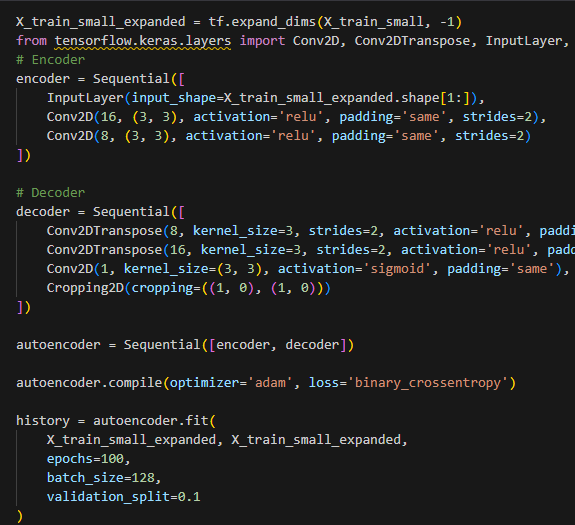 X_train_small_expanded = tf.expand_dims(X_train_small, -1)
from tensorflow.keras.layers import Conv2D, Conv2DTranspose, InputLayer,
# Encoder
encoder = Sequential([
    InputLayer(input_shape=X_train_small_expanded.shape[1:]),
    Conv2D(16, (3, 3), activation='relu', padding='same', strides=2),
    Conv2D(8, (3, 3), activation='relu', padding='same', strides=2)
])

# Decoder
decoder = Sequential([
    Conv2DTranspose(8, kernel_size=3, strides=2, activation='relu', paddi
    Conv2DTranspose(16, kernel_size=3, strides=2, activation='relu', padd
    Conv2D(1, kernel_size=(3, 3), activation='sigmoid', padding='same'),
    Cropping2D(cropping=((1, 0), (1, 0)))
])

autoencoder = Sequential([encoder, decoder])

autoencoder.compile(optimizer='adam', loss='binary_crossentropy')

history = autoencoder.fit(
    X_train_small_expanded, X_train_small_expanded,
    epochs=100,
    batch_size=128,
    validation_split=0.1
)